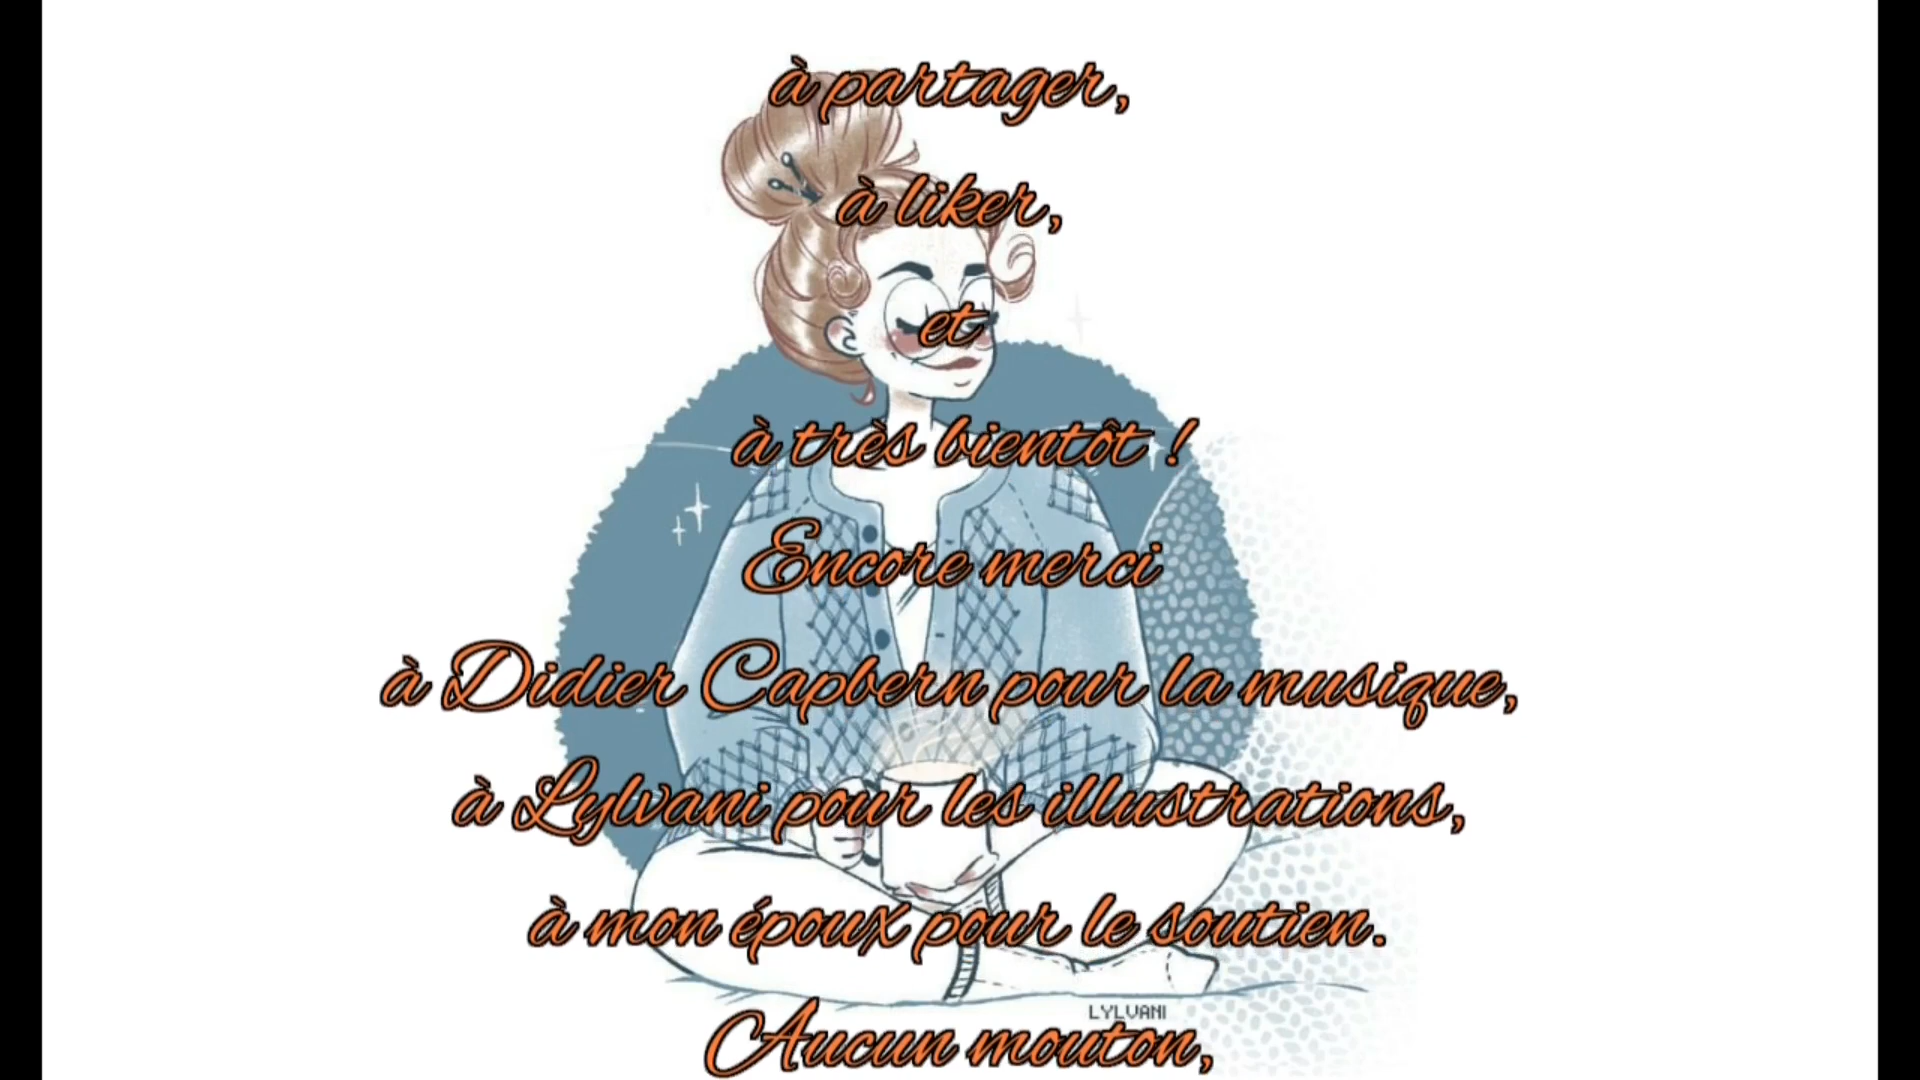 à partager,
à liker,
et
à très bientôt !
Encore merci
à Didier Capbern pour la musique,
à Lylvani pour les illustrations,
à mon époux pour le soutien.
LYLVANI
Aucun mouton,